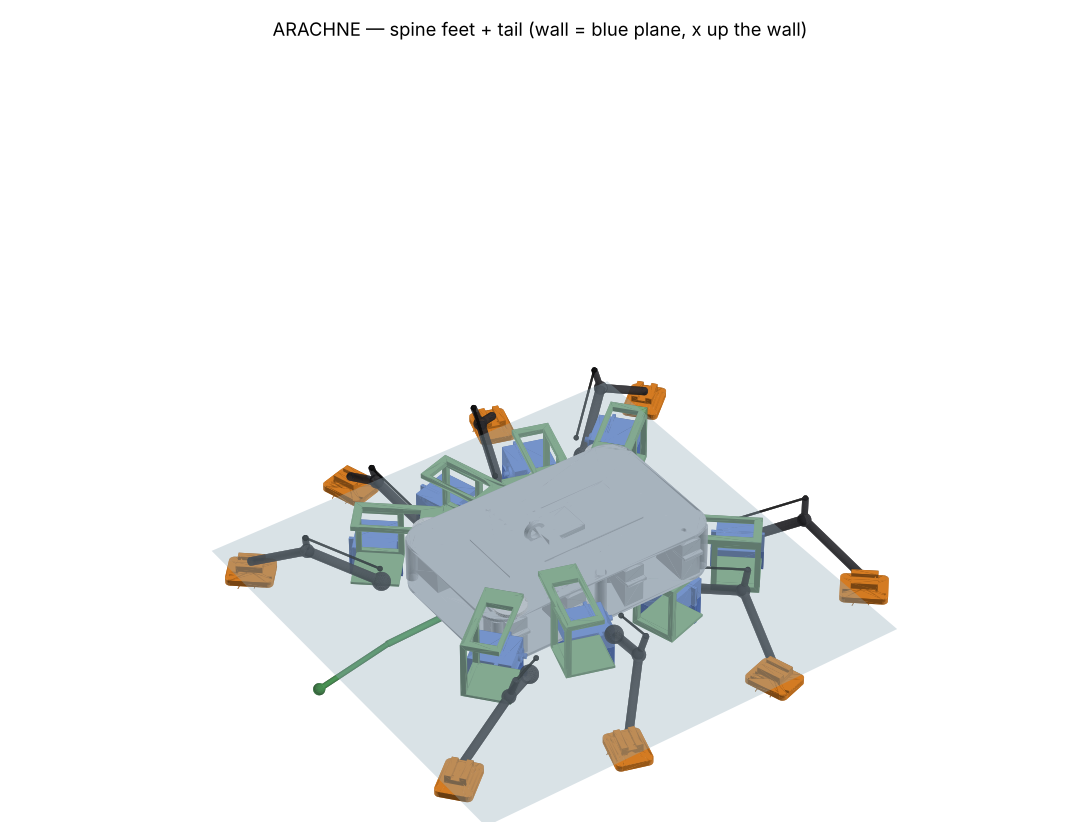 ARACHNE — spine feet + tail (wall = blue plane, x up the wall)